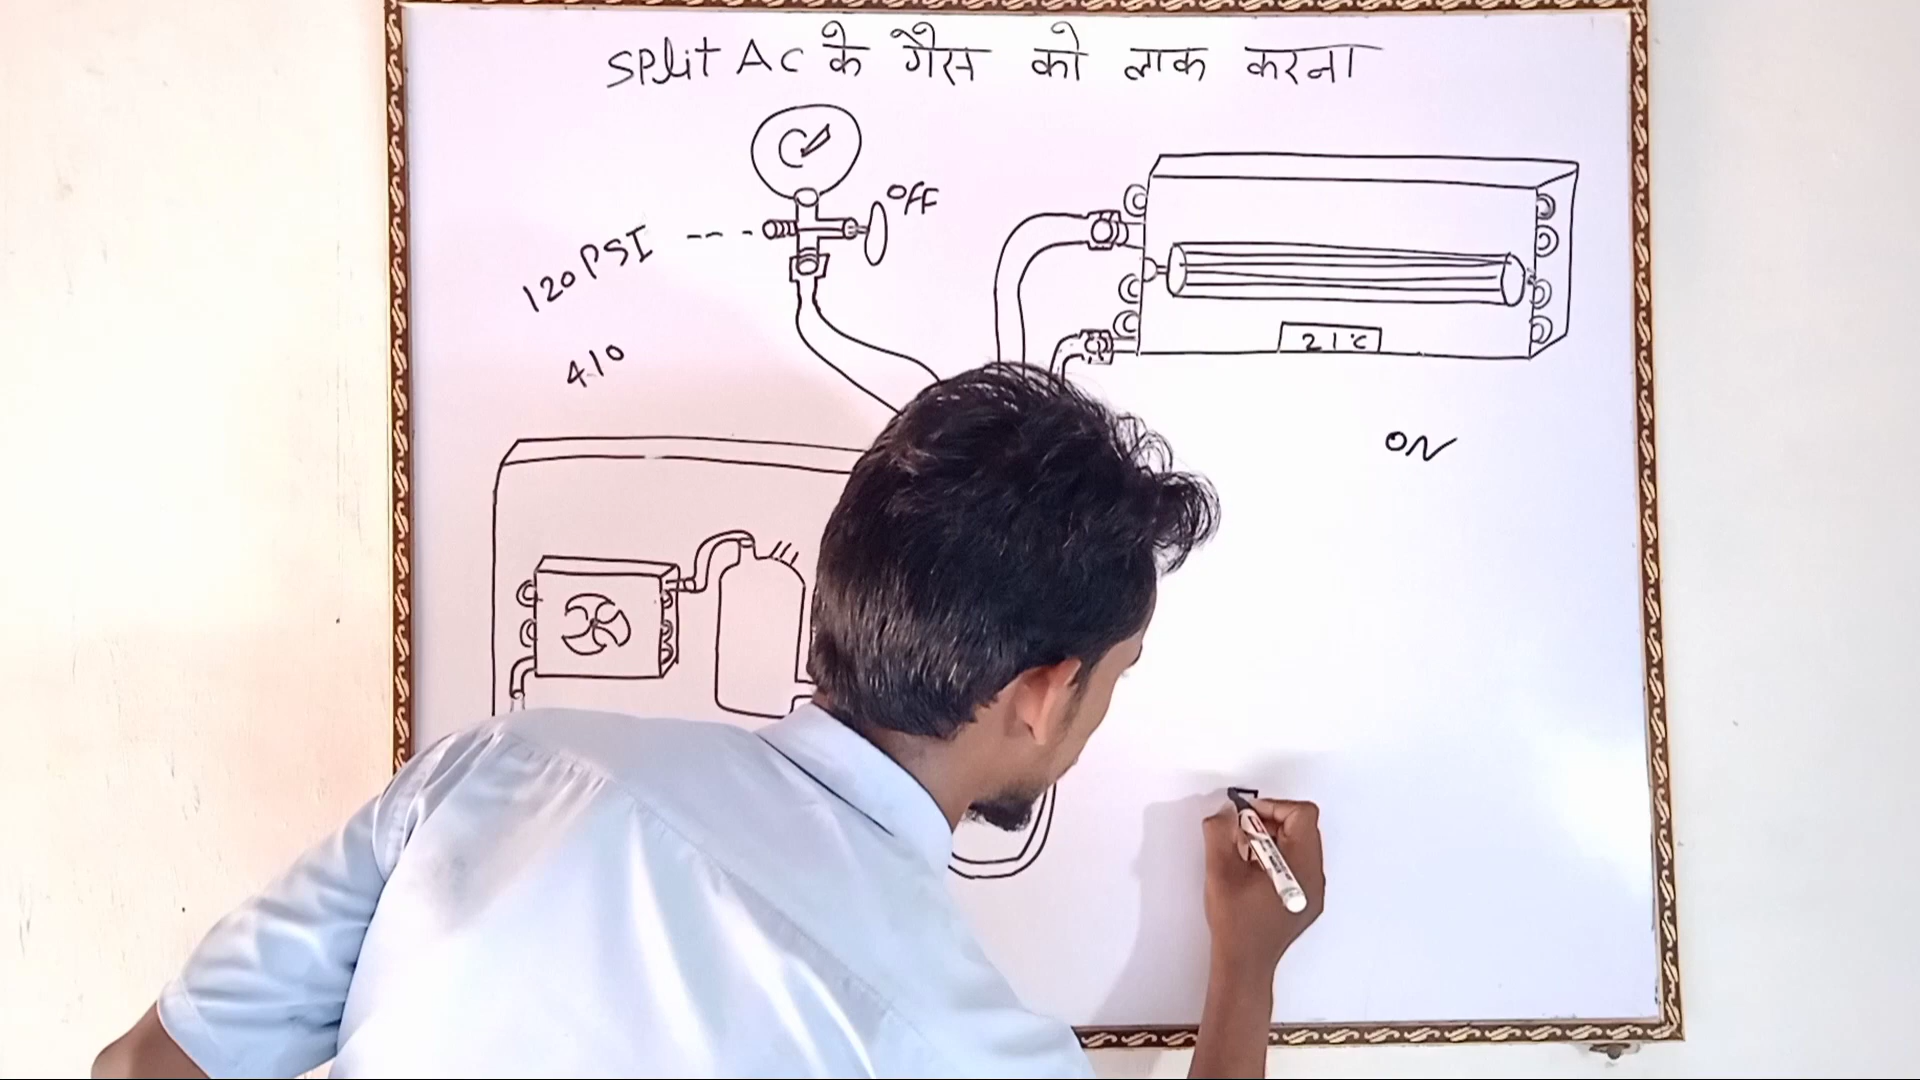 Split Ac के गैस को लाक करना
OFF
120 PSI
21°c
410
ON